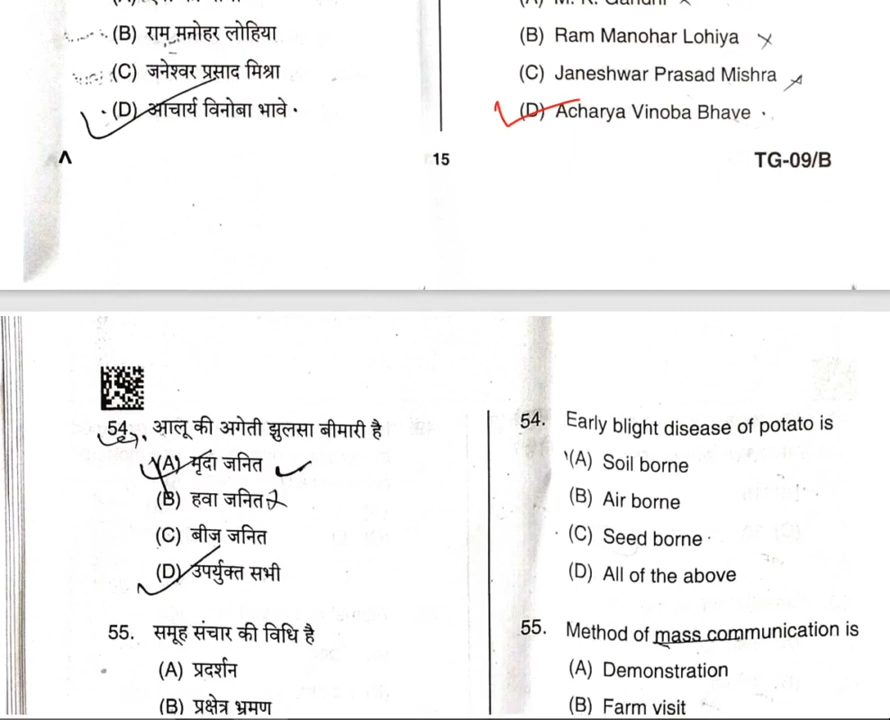 (B) राम मनोहर लोहिया
(C) जनेश्वर प्रसाद मिश्रा
(D) आचार्य विनोबा भावे
(A) M. K. Gandhi
(B) Ram Manohar Lohiya
(C) Janeshwar Prasad Mishra
(D) Acharya Vinoba Bhave
15
TG-09/B
54. आलू की अगेती झुलसा बीमारी है
(A) मृदा जनित
(B) हवा जनित
(C) बीज जनित
(D) उपर्युक्त सभी
55. समूह संचार की विधि है
(A) प्रदर्शन
(B) प्रक्षेत्र भ्रमण
54. Early blight disease of potato is
(A) Soil borne
(B) Air borne
(C) Seed borne
(D) All of the above
55. Method of mass communication is
(A) Demonstration
(B) Farm visit